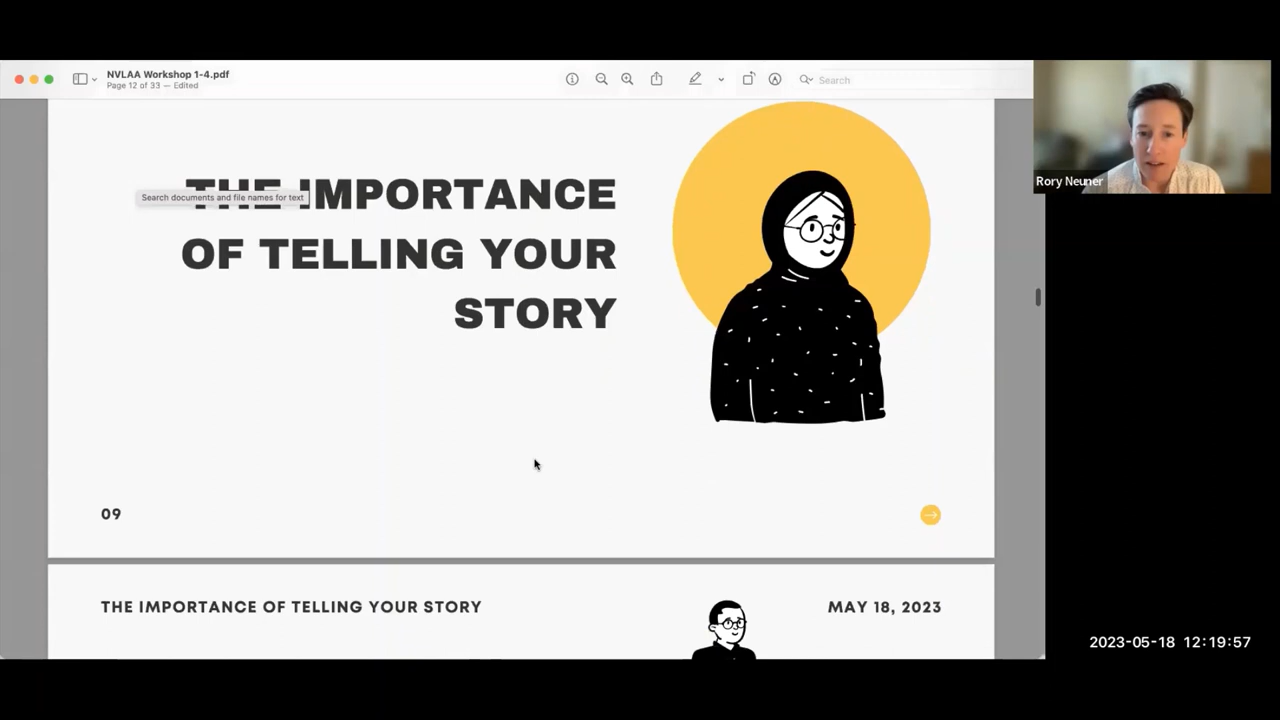 NVLAA Workshop 1-4.pdf
Page 12 of 33 — Edited
Search
Rory Neuner
THE IMPORTANCE
Search documents and file names for text
OF TELLING YOUR
STORY
09
THE IMPORTANCE OF TELLING YOUR STORY
MAY 18, 2023
2023-05-18 12:19:57